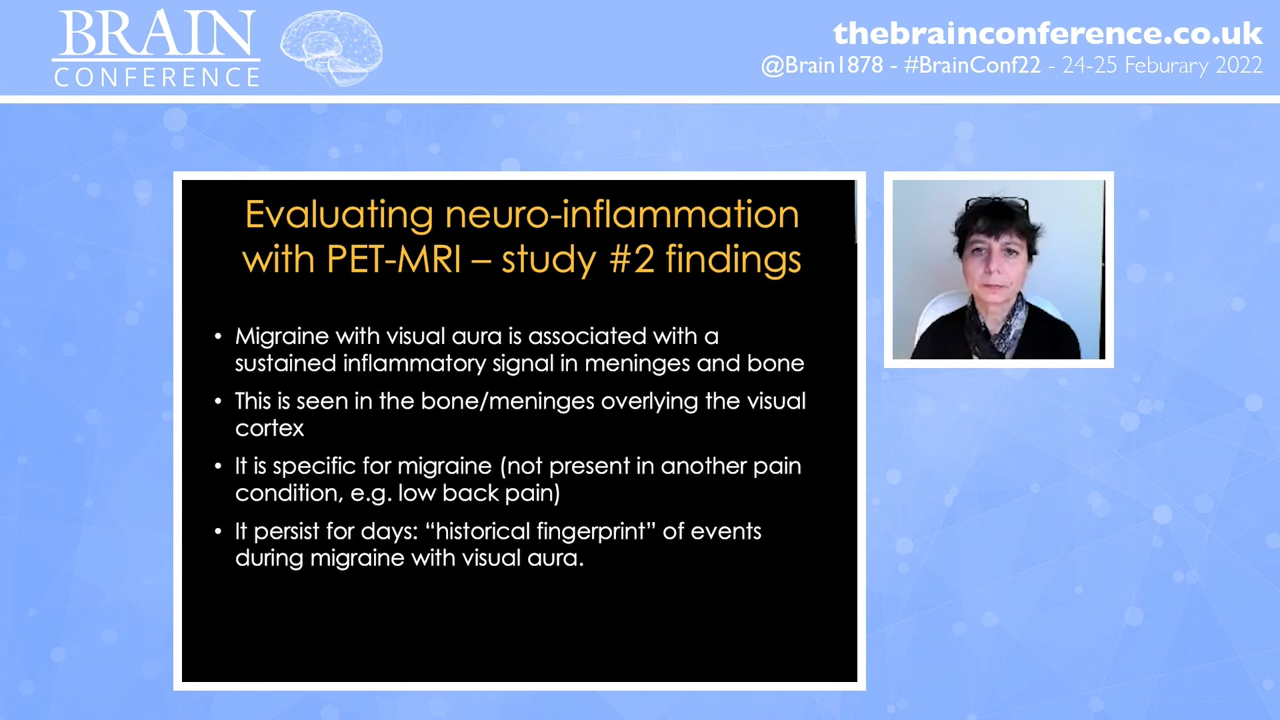 BRAIN
CONFERENCE
thebrainconference.co.uk
@Brain1878 - #BrainConf22 - 24-25 Feburary 2022
Evaluating neuro-inflammation
with PET-MRI – study #2 findings
• Migraine with visual aura is associated with a
sustained inflammatory signal in meninges and bone
• This is seen in the bone/meninges overlying the visual
cortex
• It is specific for migraine (not present in another pain
condition, e.g. low back pain)
• It persist for days: “historical fingerprint” of events
during migraine with visual aura.